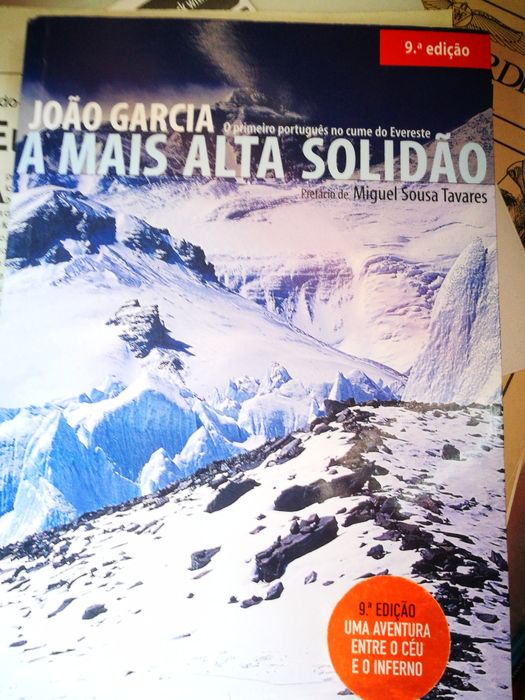 9.ª edição
JOÃO GARCIA
O primeiro português no cume do Evereste
A MAIS ALTA SOLIDÃO
Prefácio de Miguel Sousa Tavares
9.ª EDIÇÃO
UMA AVENTURA
ENTRE O CÉU
E O INFERNO